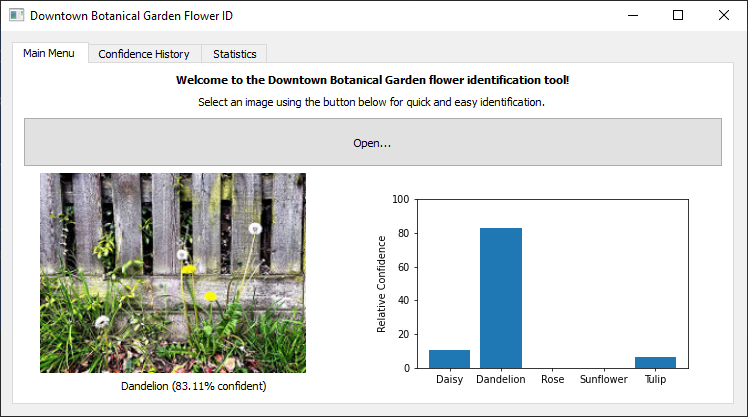 Downtown Botanical Garden Flower ID
Main Menu Confidence History Statistics
Welcome to the Downtown Botanical Garden flower identification tool!
Select an image using the button below for quick and easy identification.
Open...
Relative Confidence
100
80
60
40
20
0
Daisy Dandelion Rose Sunflower Tulip
Dandelion (83.11% confident)